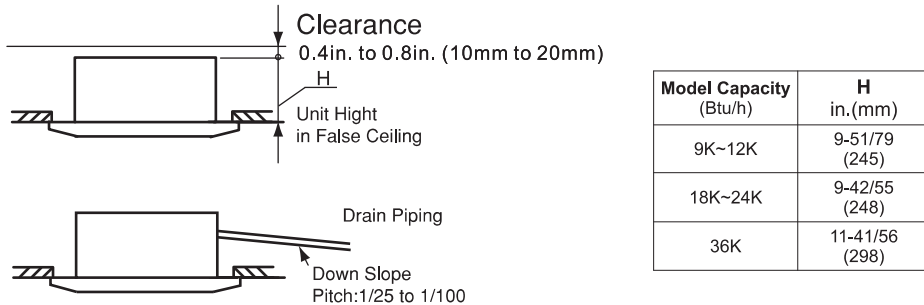 Clearance
0.4in. to 0.8in. (10mm to 20mm)
H
Unit Hight
in False Ceiling
Drain Piping
Down Slope
Pitch:1/25 to 1/100
Model Capacity
(Btu/h)
H
in.(mm)
9K~12K
9-51/79
(245)
18K~24K
9-42/55
(248)
36K
11-41/56
(298)